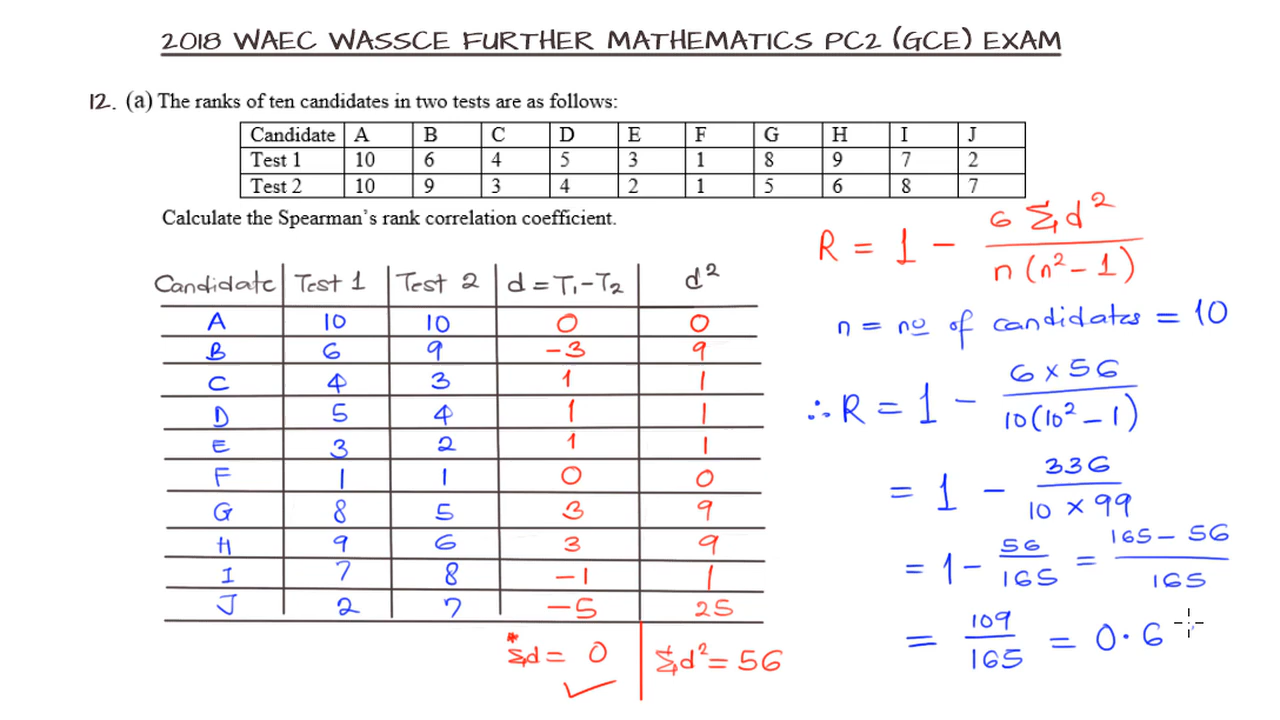 2018 WAEC WASSCE FURTHER MATHEMATICS PC2 (GCE) EXAM
12. (a) The ranks of ten candidates in two tests are as follows:
Candidate A B C D E F G H I J
Test 1 10 6 4 5 3 1 8 9 7 2
Test 2 10 9 3 4 2 1 5 6 8 7
Calculate the Spearman's rank correlation coefficient.
Candidate Test 1 Test 2 d = T₁ - T₂ d²
A 10 10 0 0
B 6 9 -3 9
C 4 3 1 1
D 5 4 1 1
E 3 2 1 1
F 1 1 0 0
G 8 5 3 9
H 9 6 3 9
I 7 8 -1 1
J 2 7 -5 25
* Σd = 0 ✓ Σd² = 56
R = 1 - 6 Σd² / n(n² - 1)
n = no of candidates = 10
∴ R = 1 - 6 × 56 / 10(10² - 1)
= 1 - 336 / 10 × 99
= 1 - 56/165 = 165 - 56 / 165
= 109/165 = 0.6